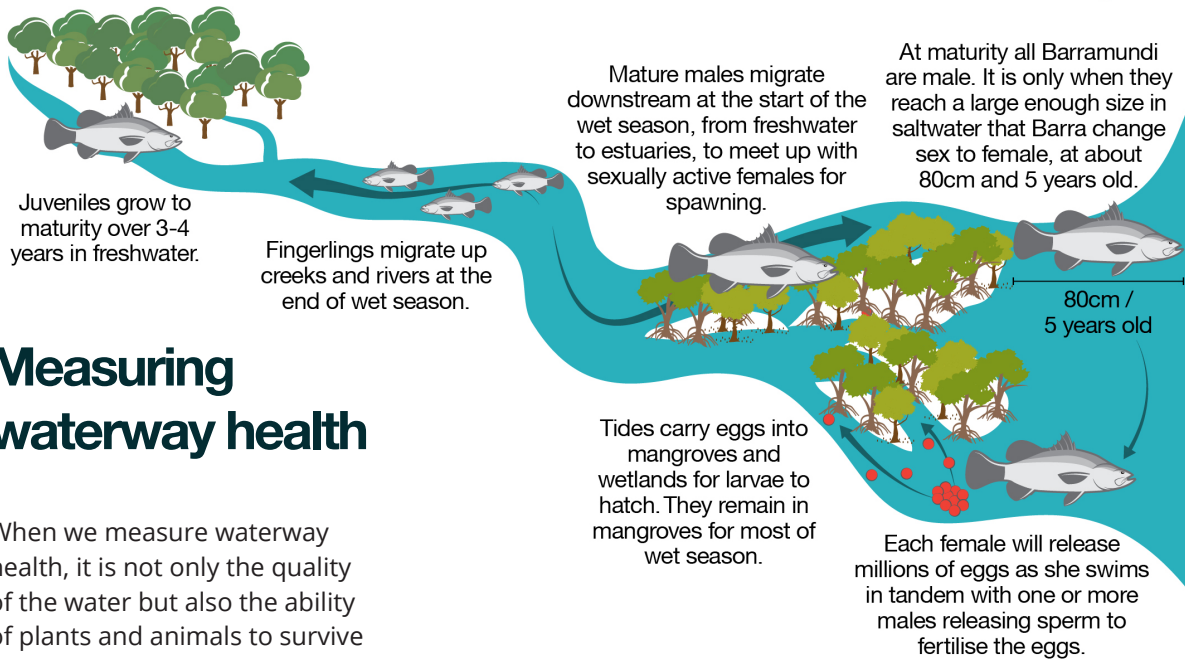 Juveniles grow to
maturity over 3-4
years in freshwater.
Fingerlings migrate up
creeks and rivers at the
end of wet season.
Mature males migrate
downstream at the start of the
wet season, from freshwater
to estuaries, to meet up with
sexually active females for
spawning.
At maturity all Barramundi
are male. It is only when they
reach a large enough size in
saltwater that Barra change
sex to female, at about
80cm and 5 years old.
80cm /
5 years old
Tides carry eggs into
mangroves and
wetlands for larvae to
hatch. They remain in
mangroves for most of
wet season.
Each female will release
millions of eggs as she swims
in tandem with one or more
males releasing sperm to
fertilise the eggs.
Measuring
waterway health
When we measure waterway
health, it is not only the quality
of the water but also the ability
of plants and animals to survive